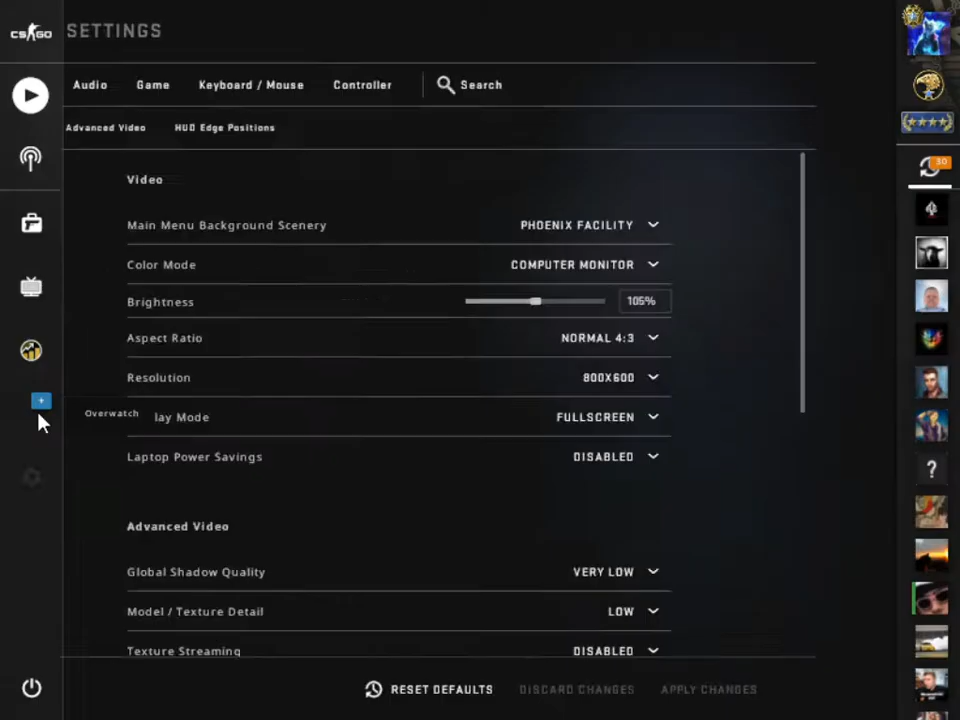 CS GO SETTINGS
Audio Game Keyboard / Mouse Controller Search
Advanced Video HUD Edge Positions
Video
Main Menu Background Scenery PHOENIX FACILITY
Color Mode COMPUTER MONITOR
Brightness 105%
Aspect Ratio NORMAL 4:3
Resolution 800X600
+
Overwatch lay Mode FULLSCREEN
Laptop Power Savings DISABLED
Advanced Video
Global Shadow Quality VERY LOW
Model / Texture Detail LOW
Texture Streaming DISABLED
RESET DEFAULTS DISCARD CHANGES APPLY CHANGES
30
?